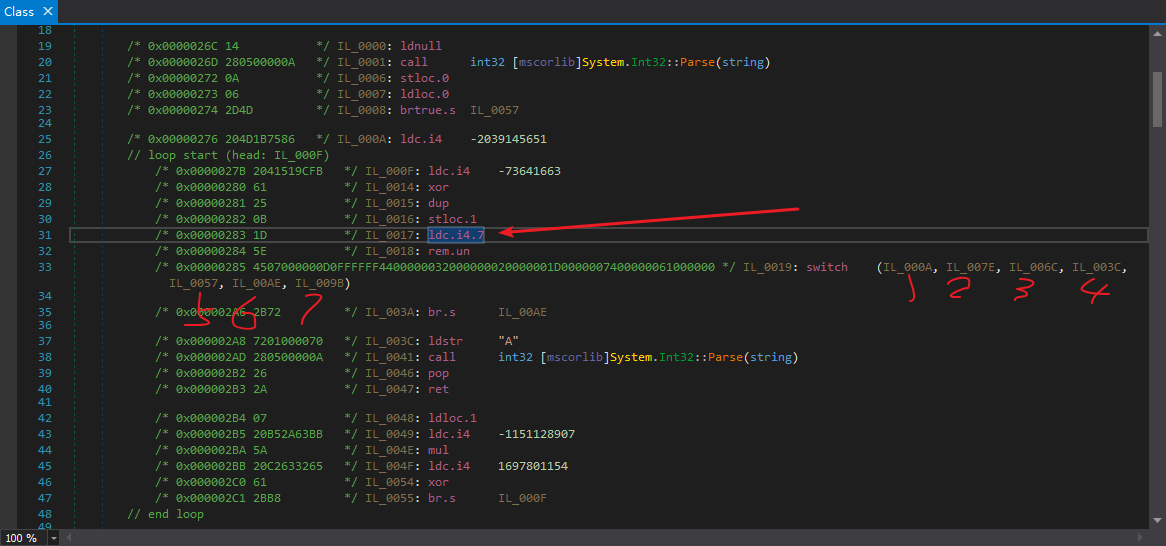 Class ✕
18
19 /* 0x0000026C 14 */ IL_0000: ldnull
20 /* 0x0000026D 280500000A */ IL_0001: call int32 [mscorlib]System.Int32::Parse(string)
21 /* 0x00000272 0A */ IL_0006: stloc.0
22 /* 0x00000273 06 */ IL_0007: ldloc.0
23 /* 0x00000274 2D4D */ IL_0008: brtrue.s IL_0057
24
25 /* 0x00000276 204D1B7586 */ IL_000A: ldc.i4 -2039145651
26 // loop start (head: IL_000F)
27 /* 0x0000027B 2041519CFB */ IL_000F: ldc.i4 -73641663
28 /* 0x00000280 61 */ IL_0014: xor
29 /* 0x00000281 25 */ IL_0015: dup
30 /* 0x00000282 0B */ IL_0016: stloc.1
31 /* 0x00000283 1D */ IL_0017: ldc.i4.7
32 /* 0x00000284 5E */ IL_0018: rem.un
33 /* 0x00000285 4507000000D0FFFFFF4400000032000000020000001D0000007400000061000000 */ IL_0019: switch (IL_000A, IL_007E, IL_006C, IL_003C,
IL_0057, IL_00AE, IL_009B)
1 2 3 4
34
5 6 7
35 /* 0x000002A6 2B72 */ IL_003A: br.s IL_00AE
36
37 /* 0x000002A8 7201000070 */ IL_003C: ldstr "A"
38 /* 0x000002AD 280500000A */ IL_0041: call int32 [mscorlib]System.Int32::Parse(string)
39 /* 0x000002B2 26 */ IL_0046: pop
40 /* 0x000002B3 2A */ IL_0047: ret
41
42 /* 0x000002B4 07 */ IL_0048: ldloc.1
43 /* 0x000002B5 20B52A63BB */ IL_0049: ldc.i4 -1151128907
44 /* 0x000002BA 5A */ IL_004E: mul
45 /* 0x000002BB 20C2633265 */ IL_004F: ldc.i4 1697801154
46 /* 0x000002C0 61 */ IL_0054: xor
47 /* 0x000002C1 2BB8 */ IL_0055: br.s IL_000F
48 // end loop
49
100 %